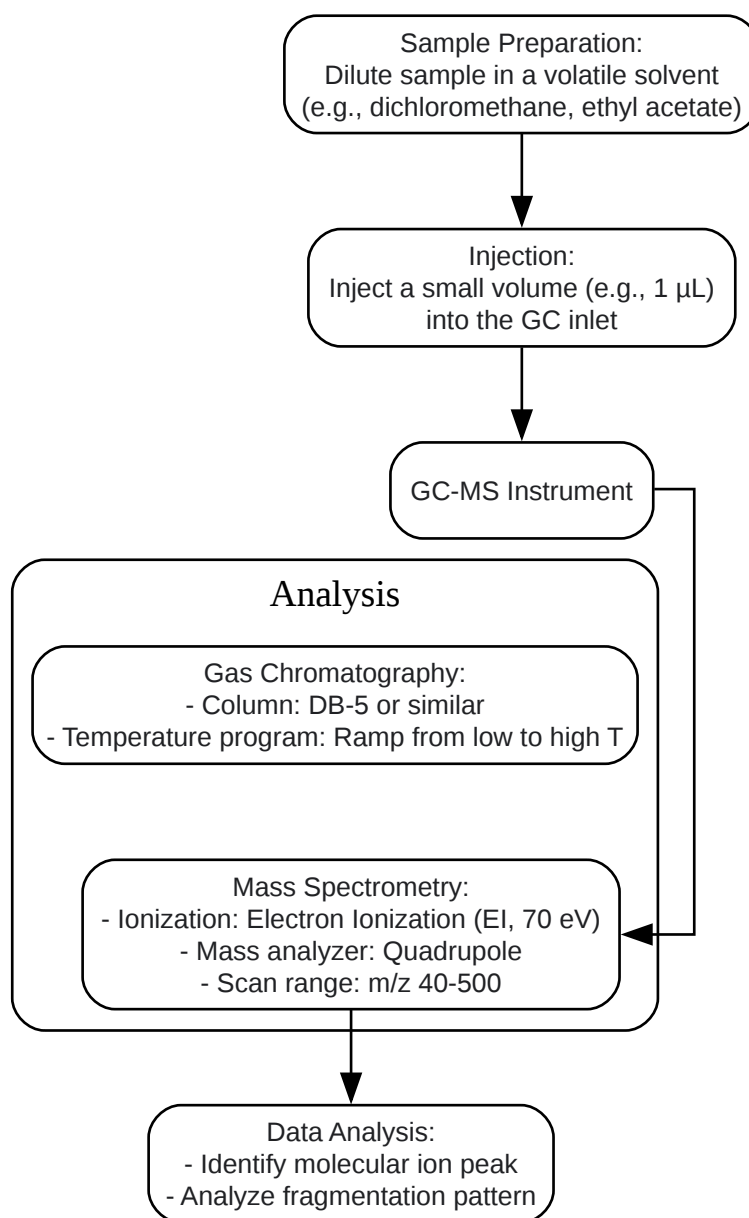 Sample Preparation:
Dilute sample in a volatile solvent
(e.g., dichloromethane, ethyl acetate)
Injection:
Inject a small volume (e.g., 1 µL)
into the GC inlet
GC-MS Instrument
Analysis
Gas Chromatography:
- Column: DB-5 or similar
- Temperature program: Ramp from low to high T
Mass Spectrometry:
- Ionization: Electron Ionization (EI, 70 eV)
- Mass analyzer: Quadrupole
- Scan range: m/z 40-500
Data Analysis:
- Identify molecular ion peak
- Analyze fragmentation pattern